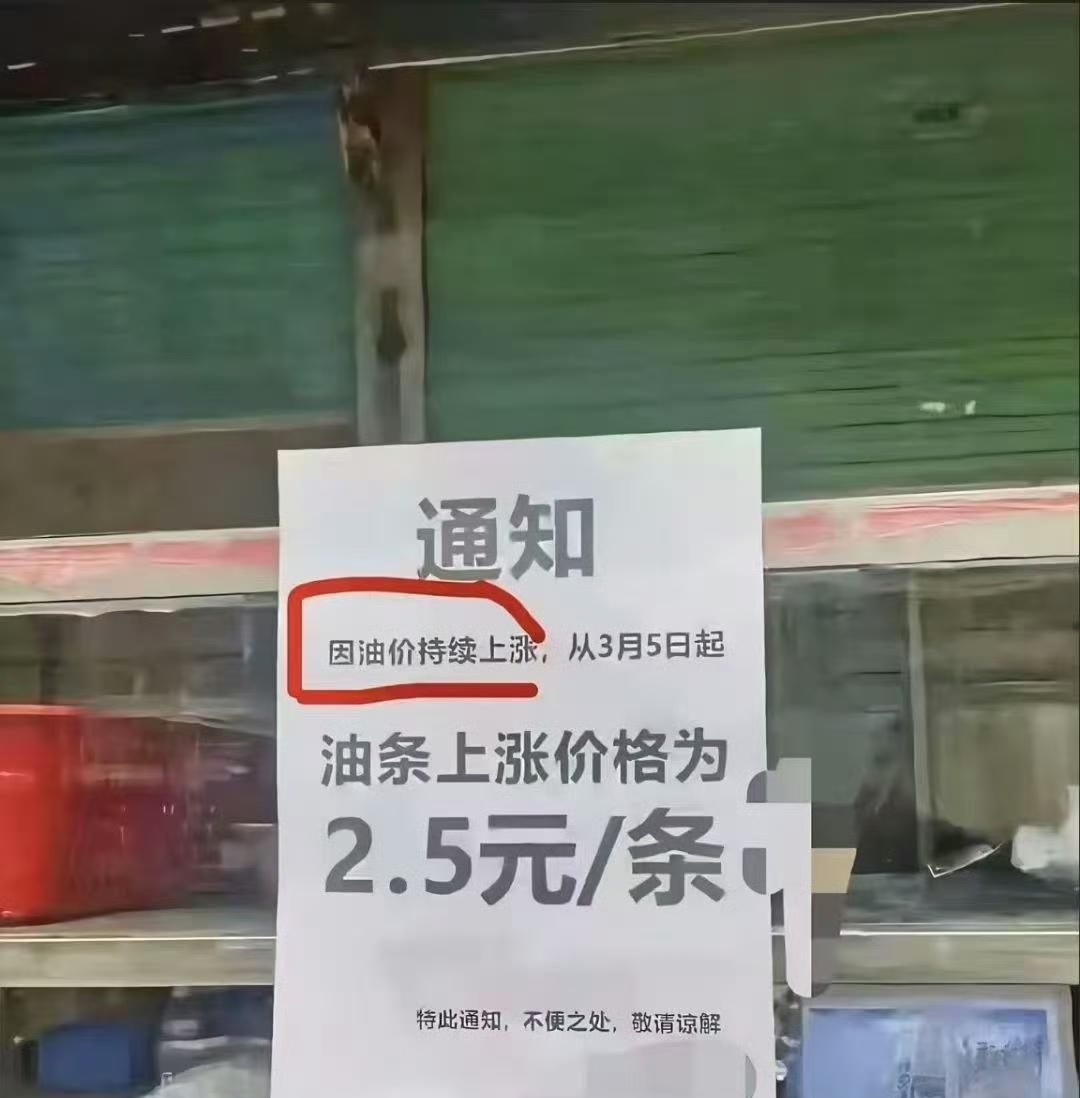 通知
因油价持续上涨，从3月5日起
油条上涨价格为
2.5元/条
特此通知，不便之处，敬请谅解